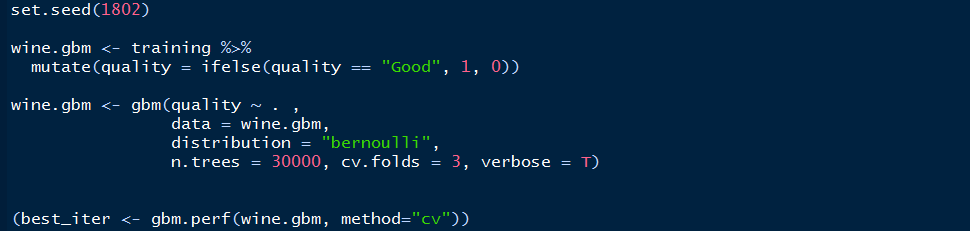 set.seed(1802)
wine.gbm <- training %>%
mutate(quality = ifelse(quality == "Good", 1, 0))
wine.gbm <- gbm(quality ~ . ,
data = wine.gbm,
distribution = "bernoulli",
n.trees = 30000, cv.folds = 3, verbose = T)
(best_iter <- gbm.perf(wine.gbm, method="cv"))